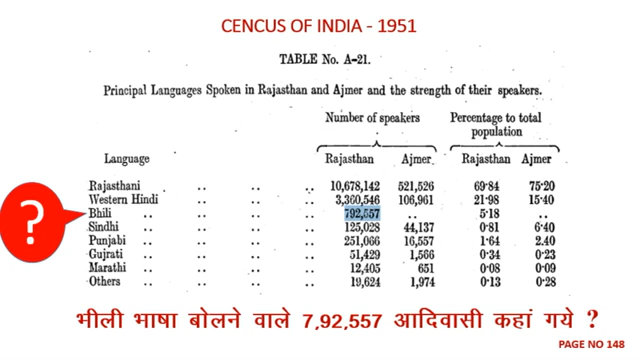 CENCUS OF INDIA - 1951
TABLE No. A-21.
Principal Languages Spoken in Rajasthan and Ajmer and the strength of their speakers.
Number of speakers Percentage to total population
Language Rajasthan Ajmer Rajasthan Ajmer
Rajasthani .. .. .. 10,678,142 521,526 69·84 75·20
Western Hindi .. .. .. 3,360,546 106,961 21·98 15·40
Bhili .. .. .. .. 792,557 .. 5·18 ..
Sindhi .. .. .. .. 125,028 44,137 0·81 6·40
Punjabi .. .. .. .. 251,066 16,557 1·64 2.40
Gujrati .. .. .. .. 51,429 1,566 0·34 0·23
Marathi .. .. .. .. 12,405 651 0·08 0·09
Others .. .. .. .. 19,624 1,974 0·13 0·28
?
भीली भाषा बोलने वाले 7,92,557 आदिवासी कहां गये ?
PAGE NO 148